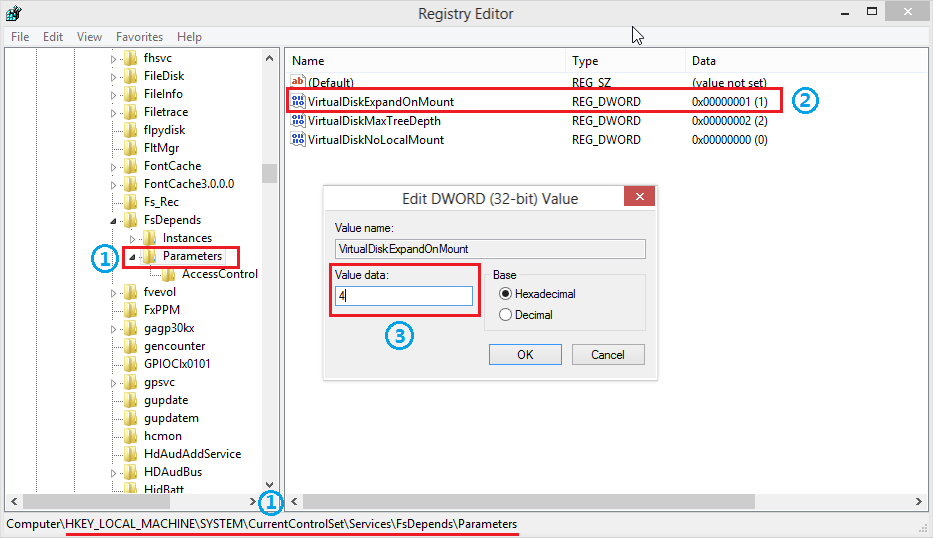 Registry Editor
File Edit View Favorites Help
fhsvc
FileDisk
FileInfo
Filetrace
flpydisk
FltMgr
FontCache
FontCache3.0.0.0
Fs_Rec
FsDepends
Instances
1 Parameters
AccessControl
fvevol
FxPPM
gagp30kx
gencounter
GPIOClx0101
gpsvc
gupdate
gupdatem
hcmon
HdAudAddService
HDAudBus
HidBatt
1
Name Type Data
ab (Default) REG_SZ (value not set)
VirtualDiskExpandOnMount REG_DWORD 0x00000001 (1) 2
VirtualDiskMaxTreeDepth REG_DWORD 0x00000002 (2)
VirtualDiskNoLocalMount REG_DWORD 0x00000000 (0)
Edit DWORD (32-bit) Value
Value name:
VirtualDiskExpandOnMount
Value data:
4
3
Base
Hexadecimal
Decimal
OK Cancel
Computer\HKEY_LOCAL_MACHINE\SYSTEM\CurrentControlSet\Services\FsDepends\Parameters